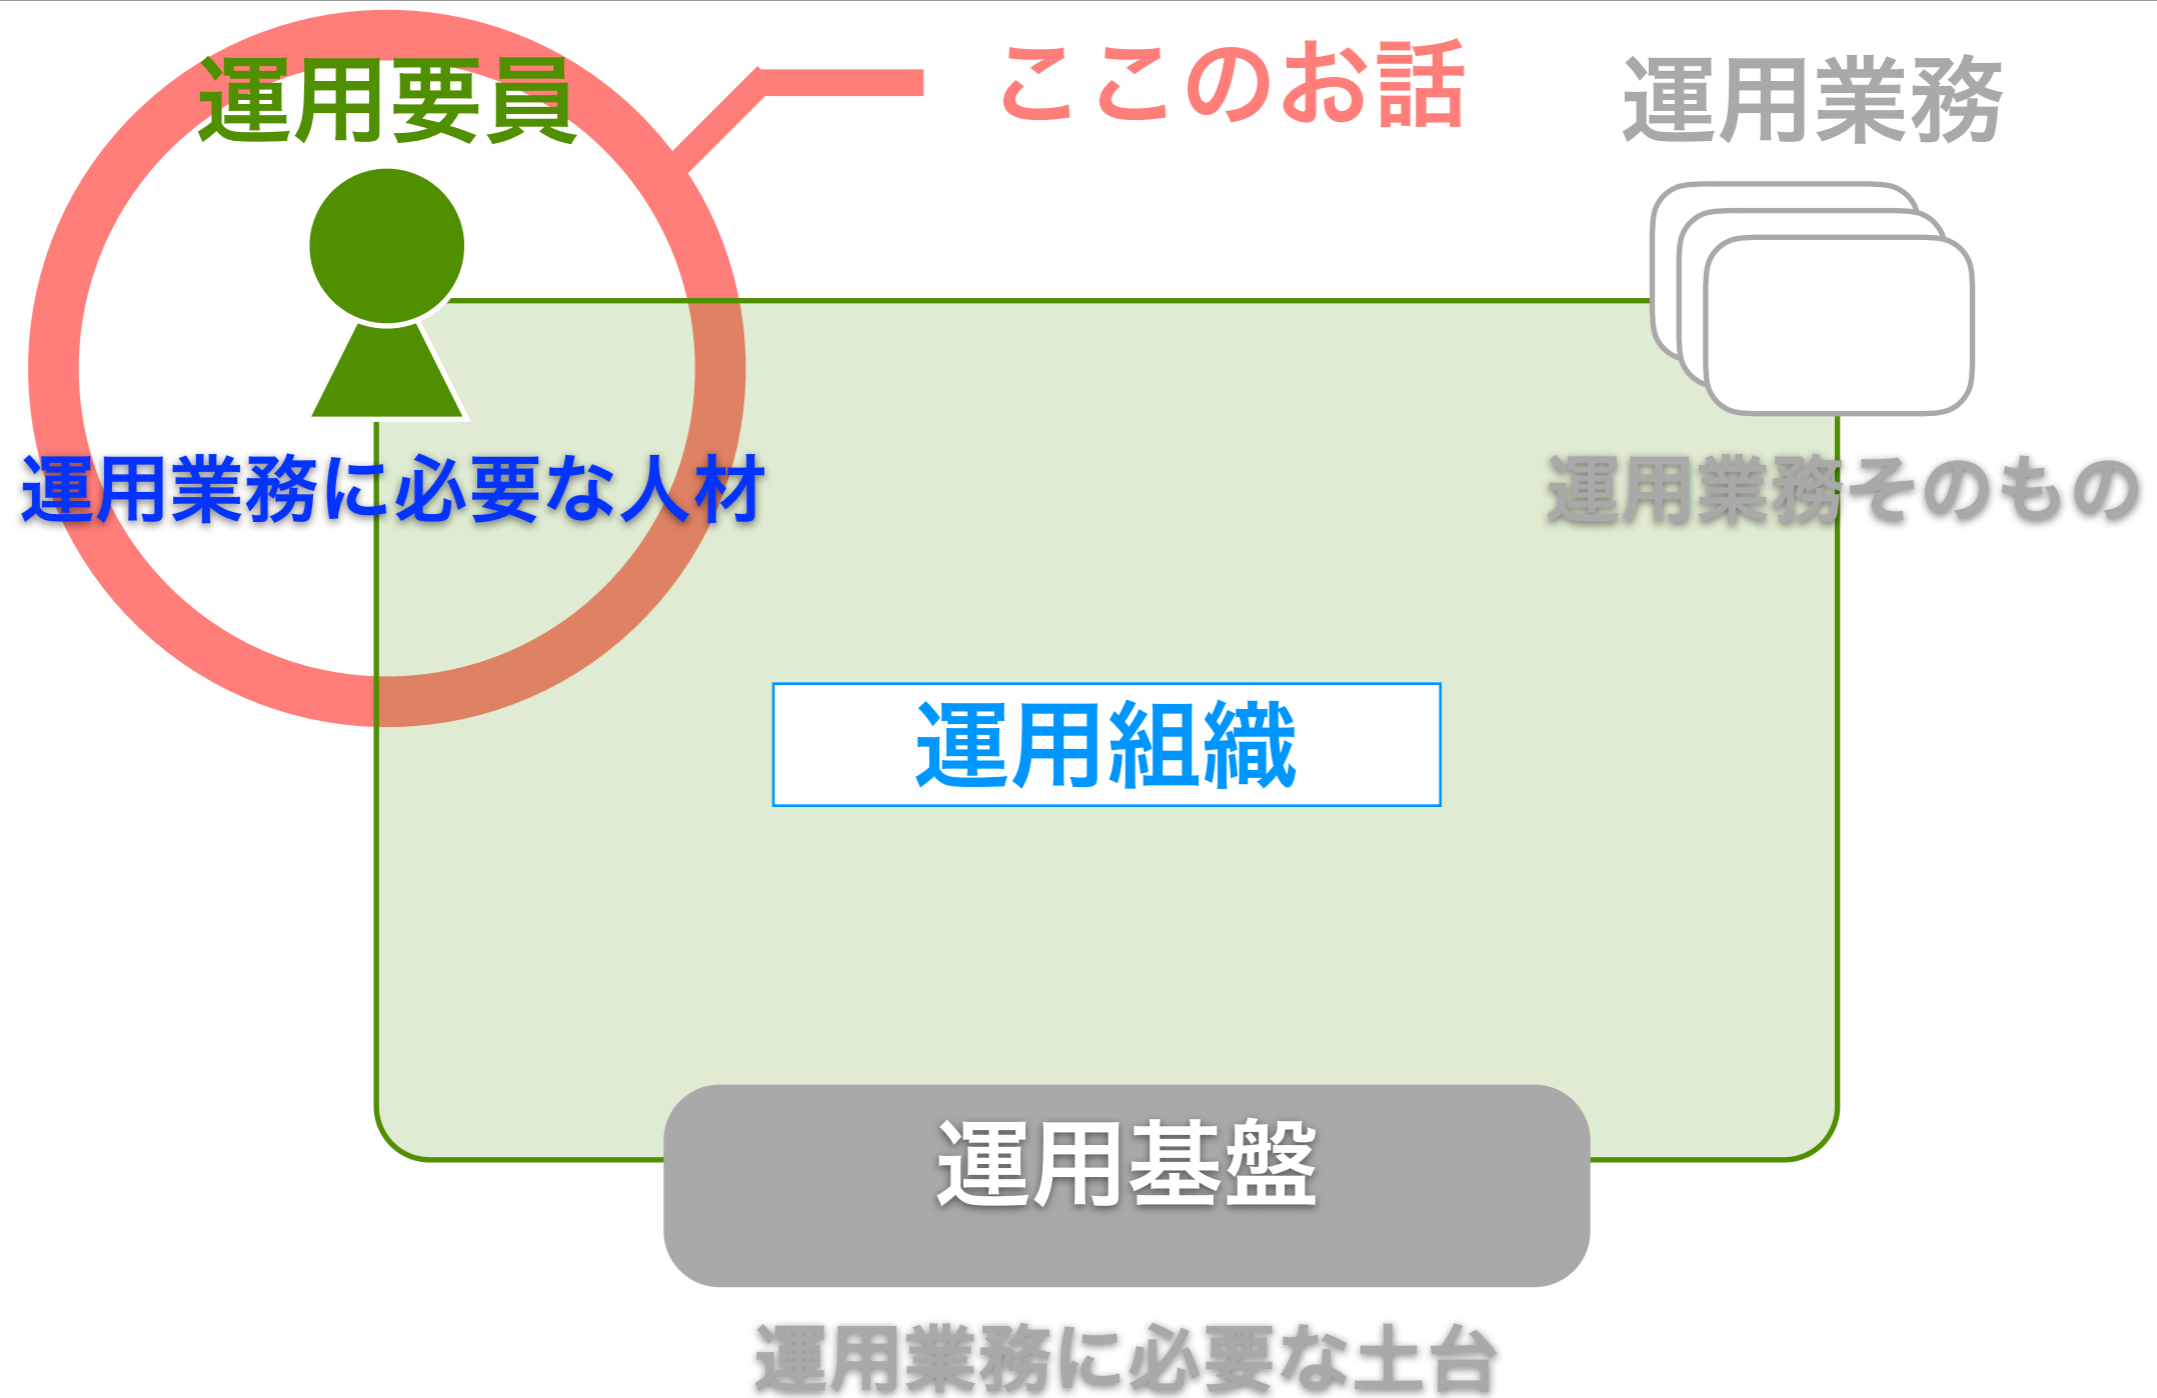 運用要員
ここのお話
運用業務
運用業務に必要な人材
運用業務そのもの
運用組織
運用基盤
運用業務に必要な土台